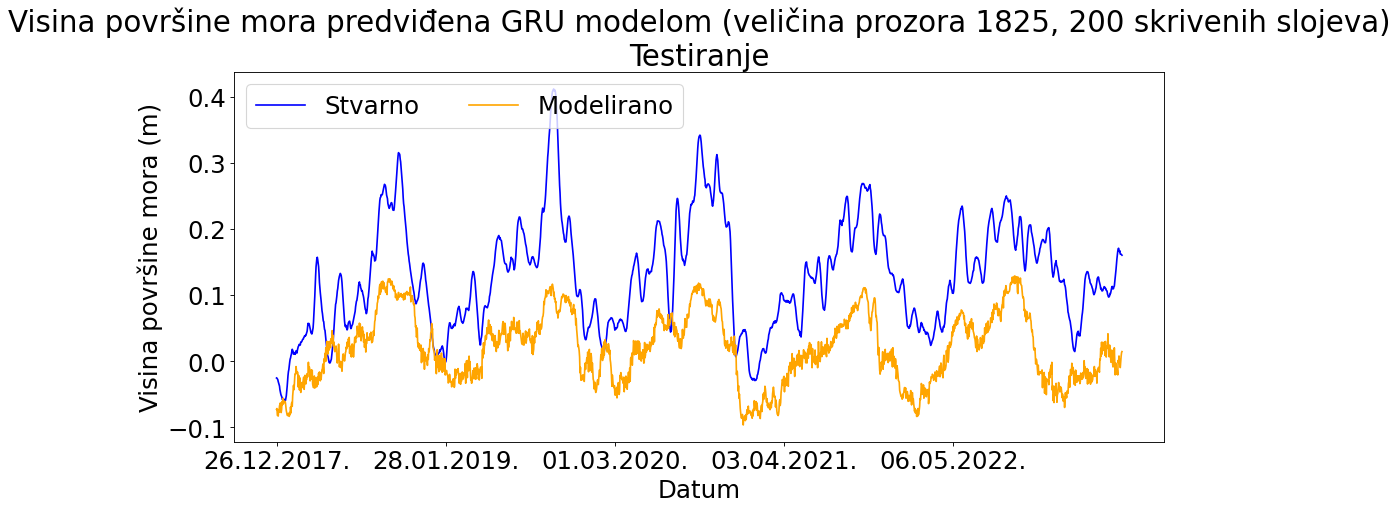 Visina površine mora predviđena GRU modelom (veličina prozora 1825, 200 skrivenih slojeva)
Testiranje
Stvarno Modelirano
Visina površine mora (m)
0.4
0.3
0.2
0.1
0.0
−0.1
26.12.2017. 28.01.2019. 01.03.2020. 03.04.2021. 06.05.2022.
Datum